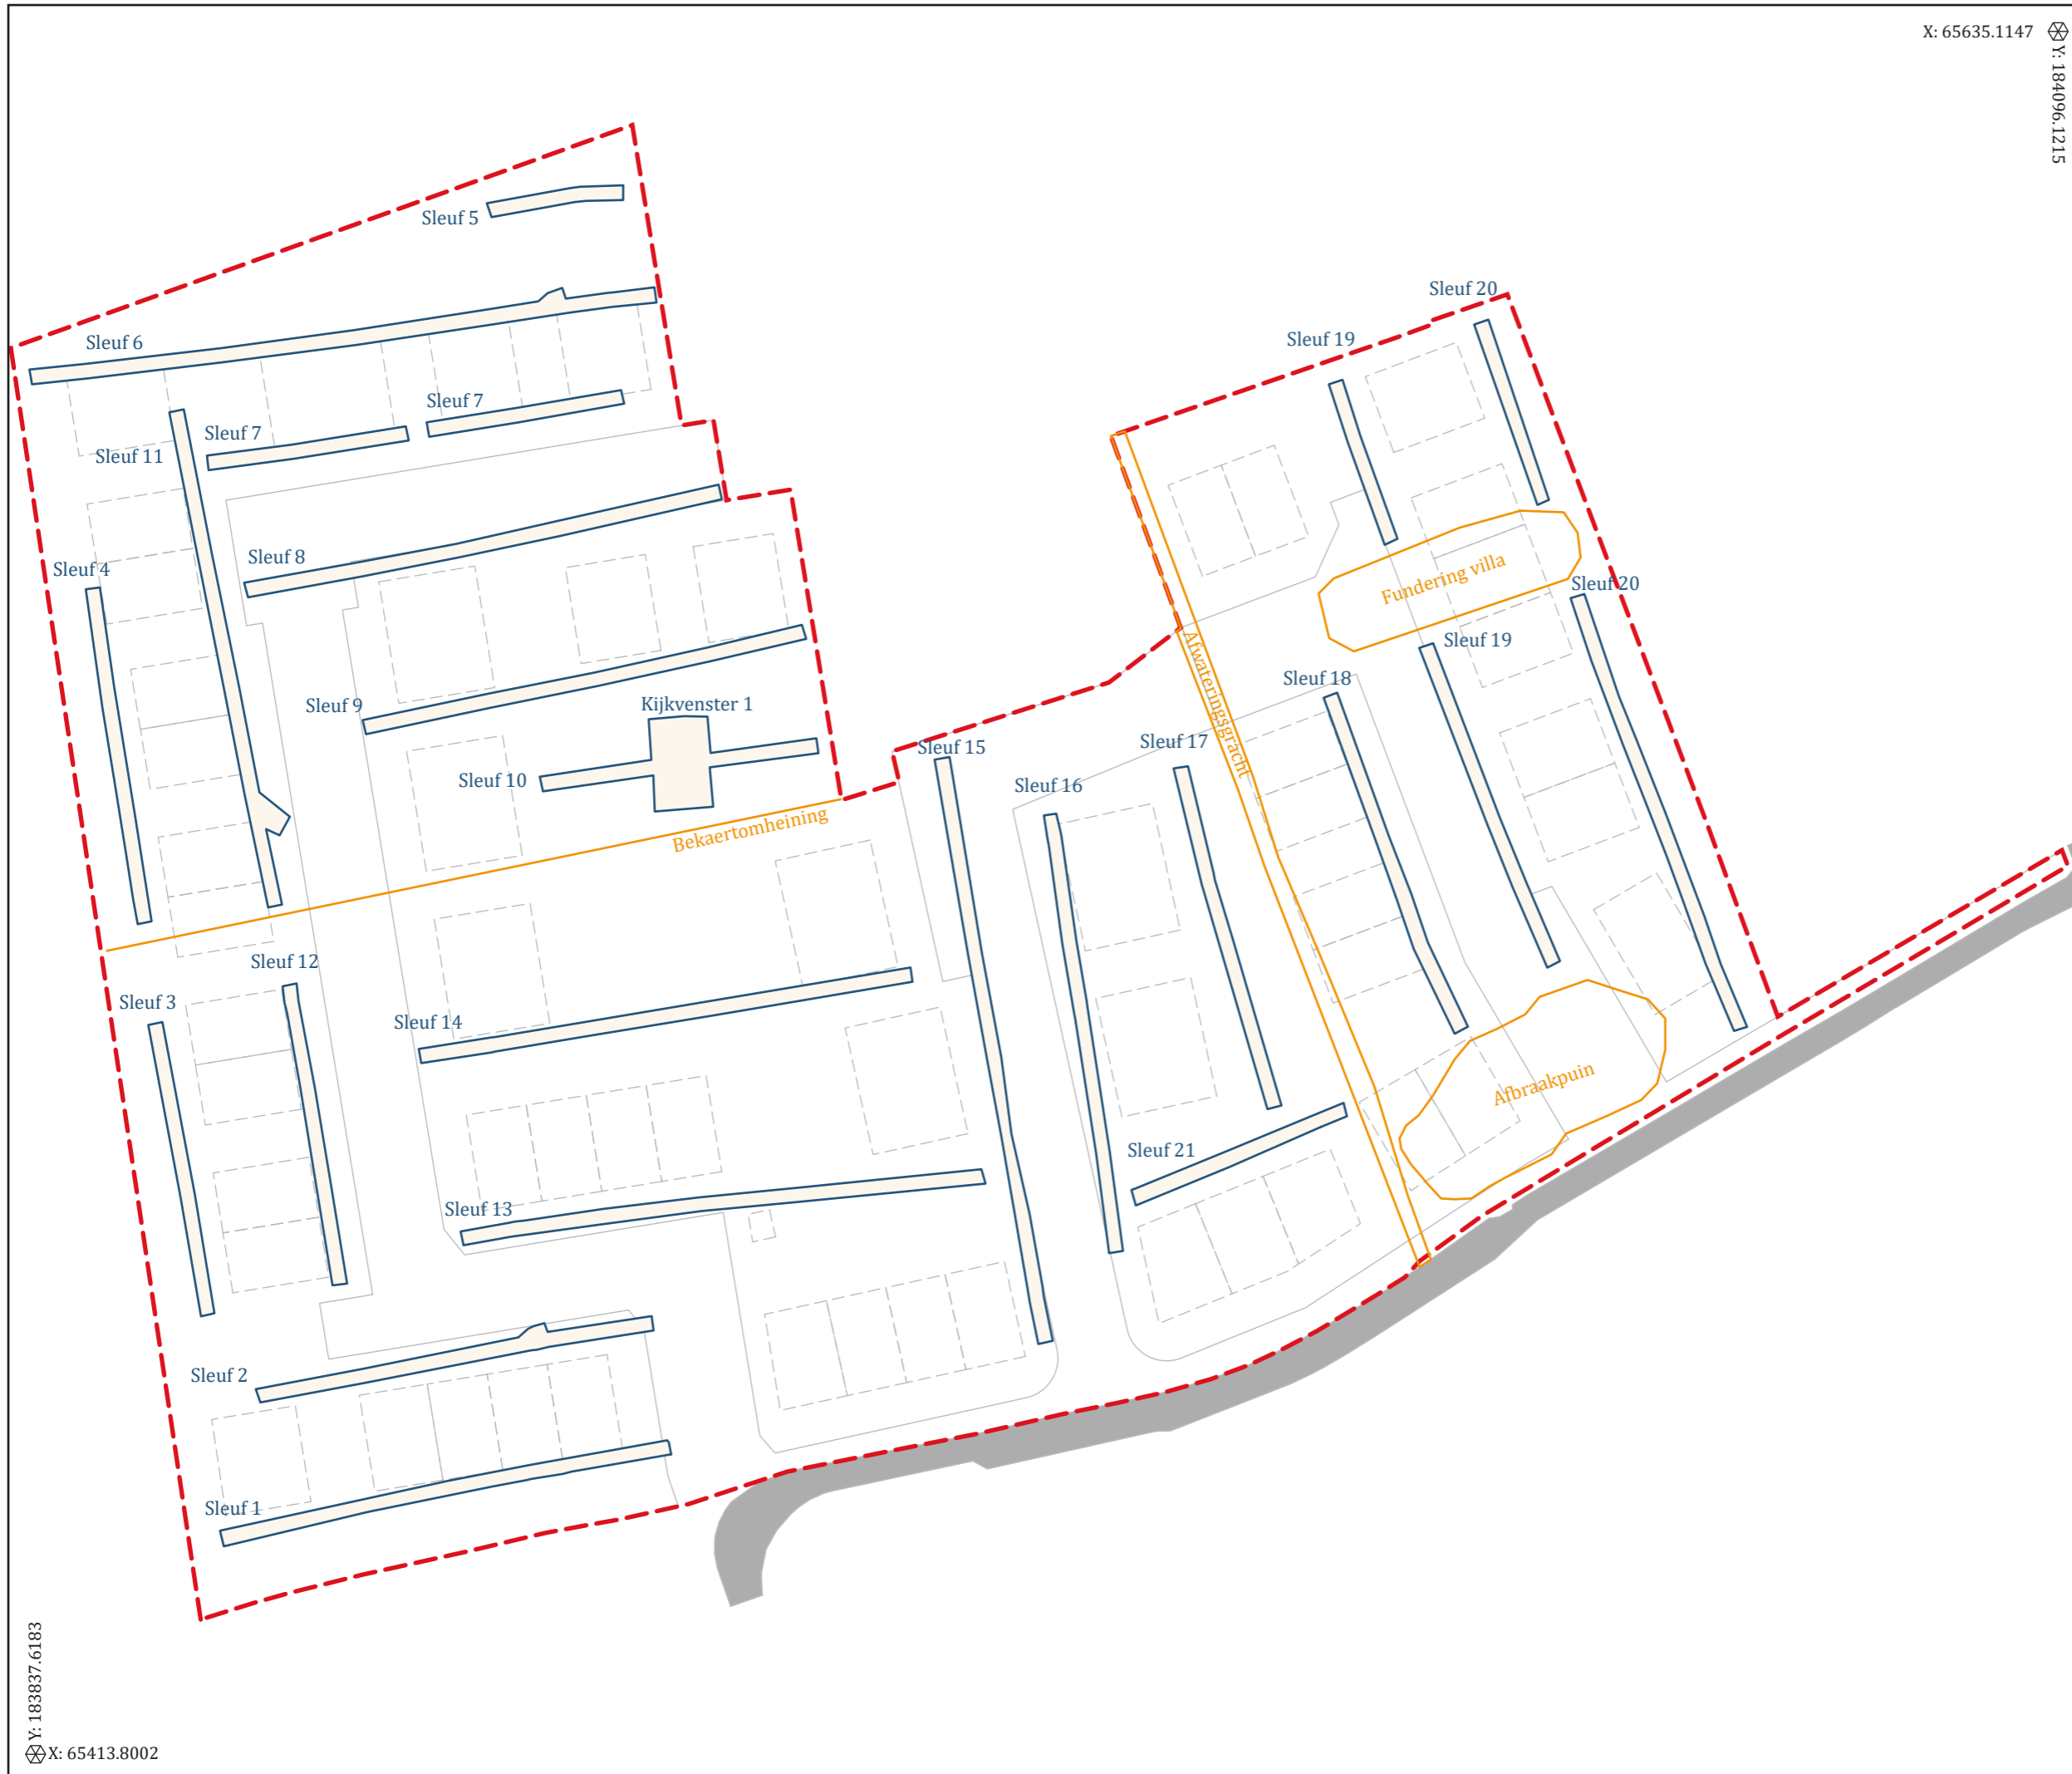 X: 65635.1147
Y: 184096.1215
Sleuf 5
Sleuf 20
Sleuf 6
Sleuf 19
Sleuf 7
Sleuf 7
Sleuf 11
Sleuf 8
Sleuf 4
Fundering villa
Sleuf 20
Sleuf 19
Sleuf 18
Afwateringsgracht
Sleuf 9
Kijkvenster 1
Sleuf 17
Sleuf 15
Sleuf 10
Sleuf 16
Bekaertomheining
Sleuf 12
Sleuf 3
Sleuf 14
Afbraakpuin
Sleuf 21
Sleuf 13
Sleuf 2
Sleuf 1
Y: 183837.6183
X: 65413.8002